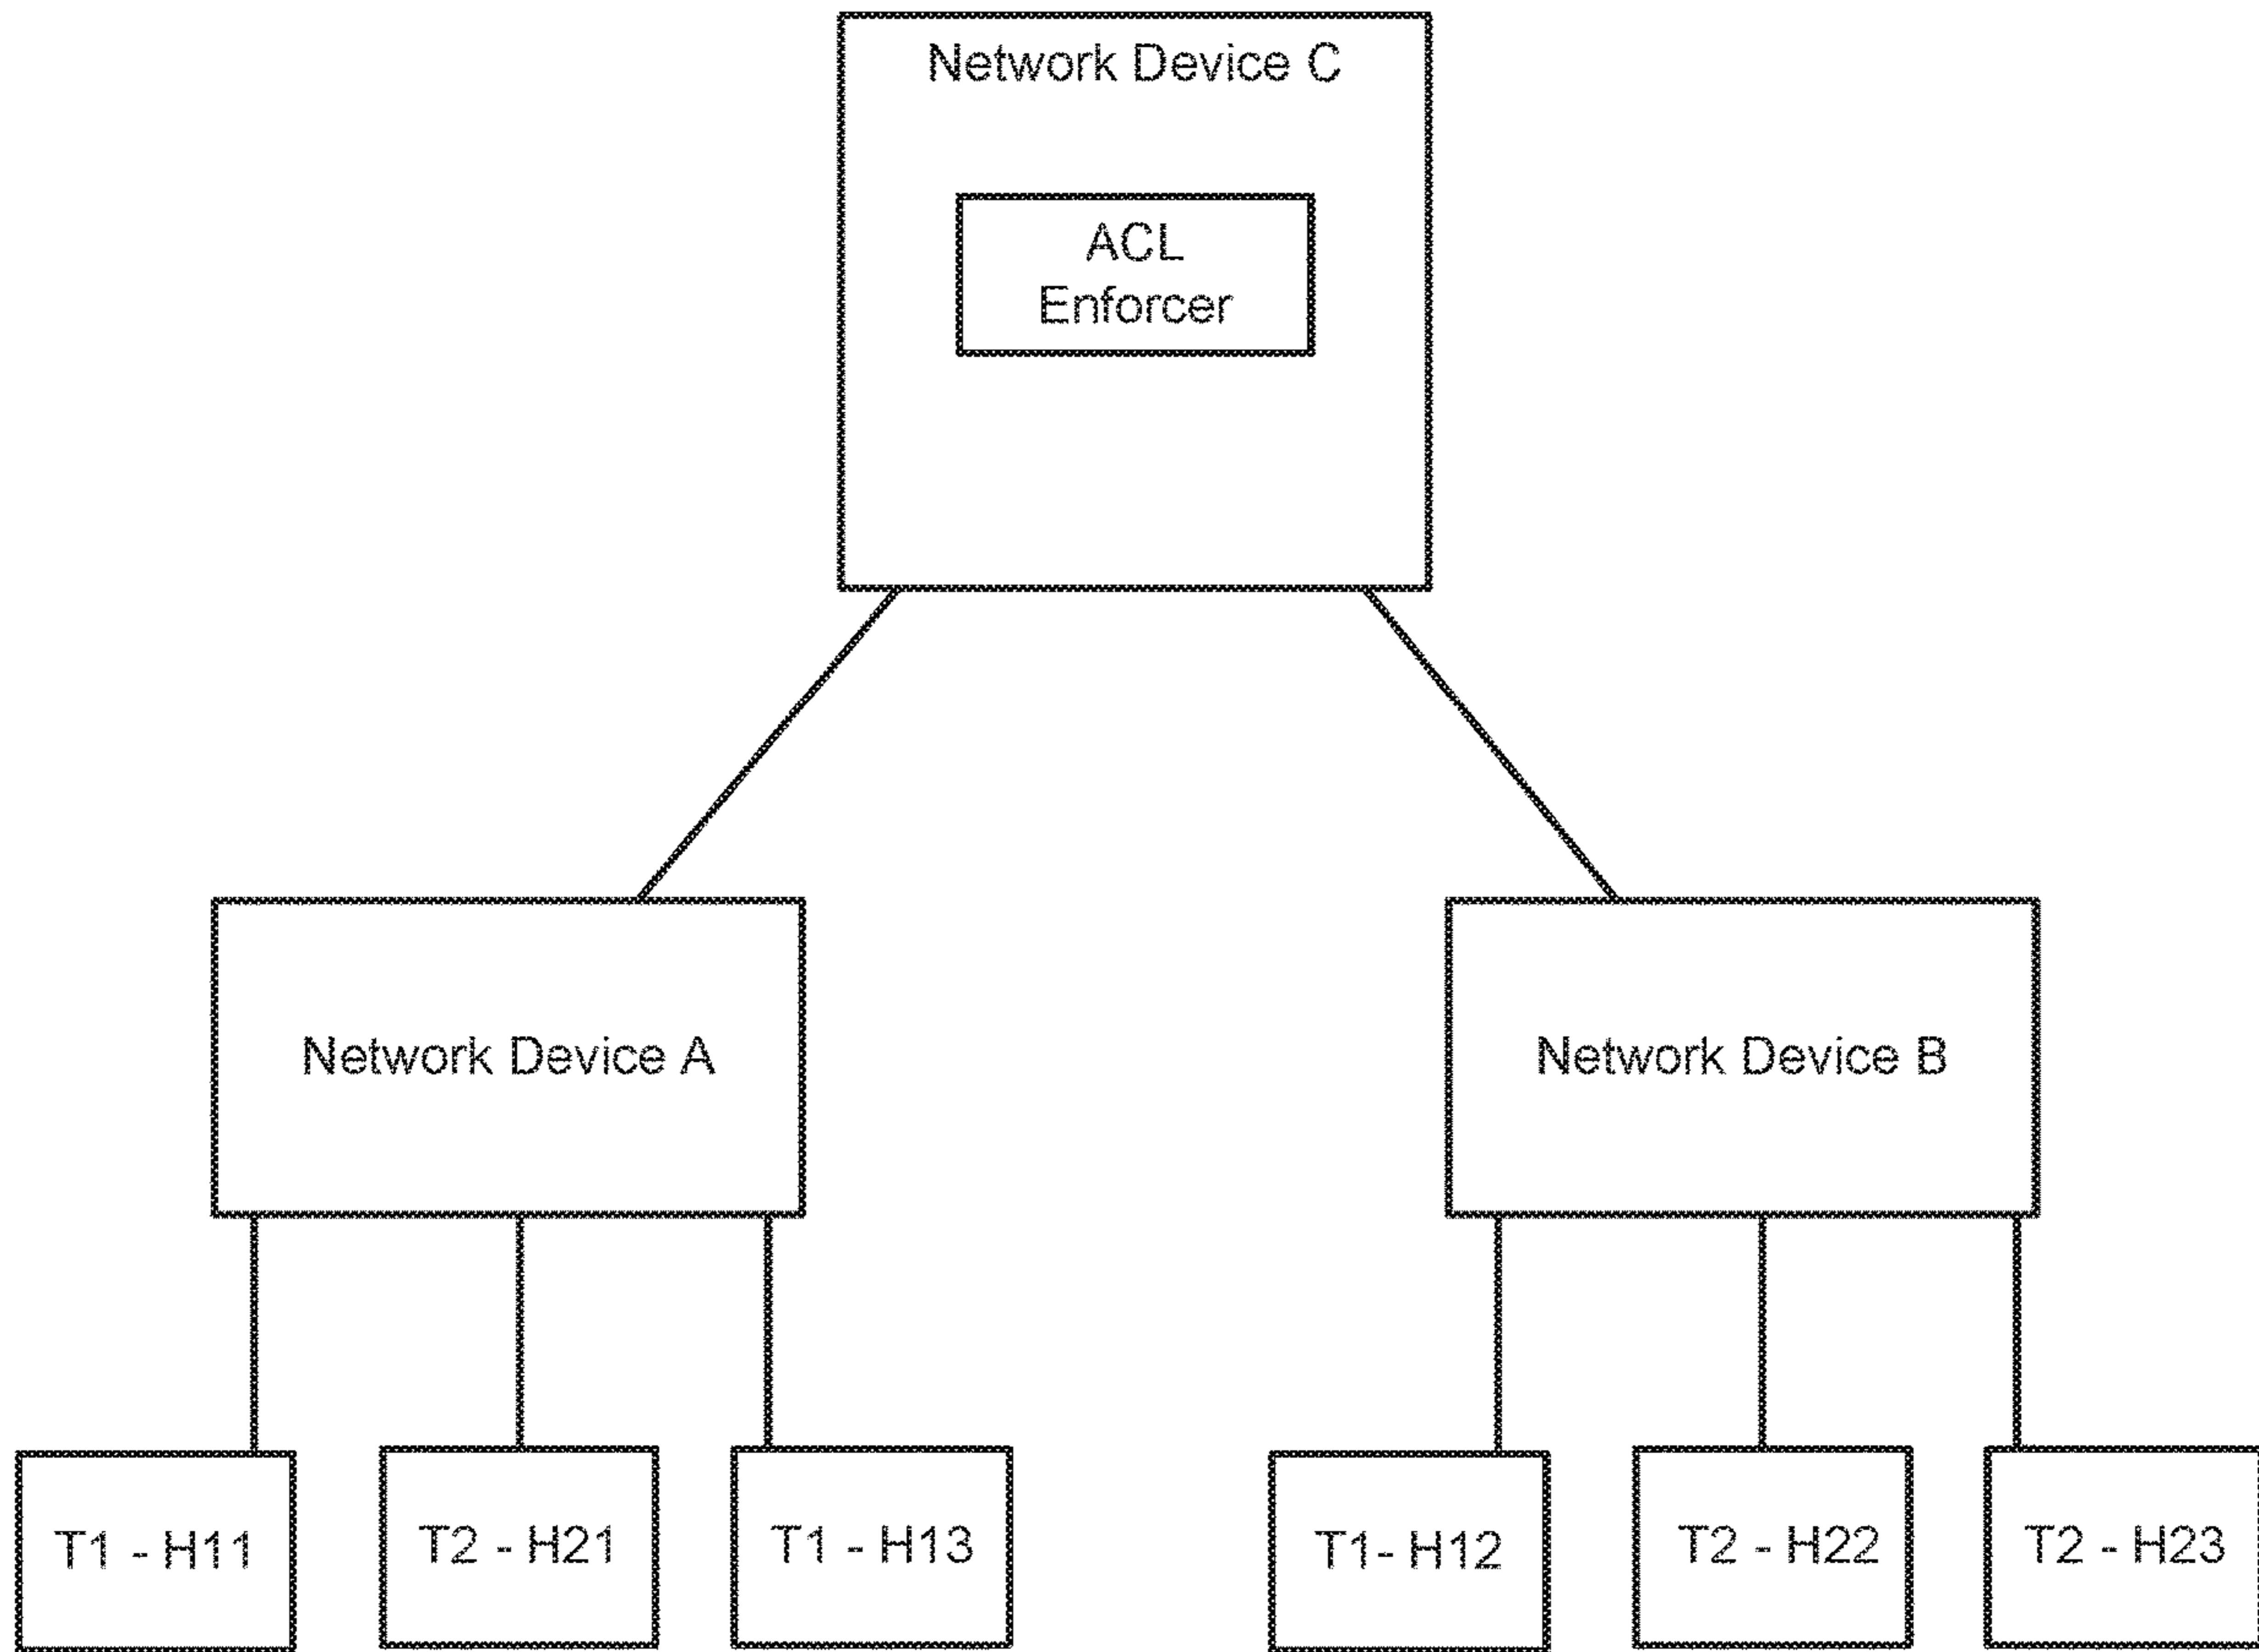 Network Device C
ACL
Enforcer
Network Device A
Network Device B
T1 - H11
T2 - H21
T1 - H13
T1- H12
T2 - H22
T2 - H23